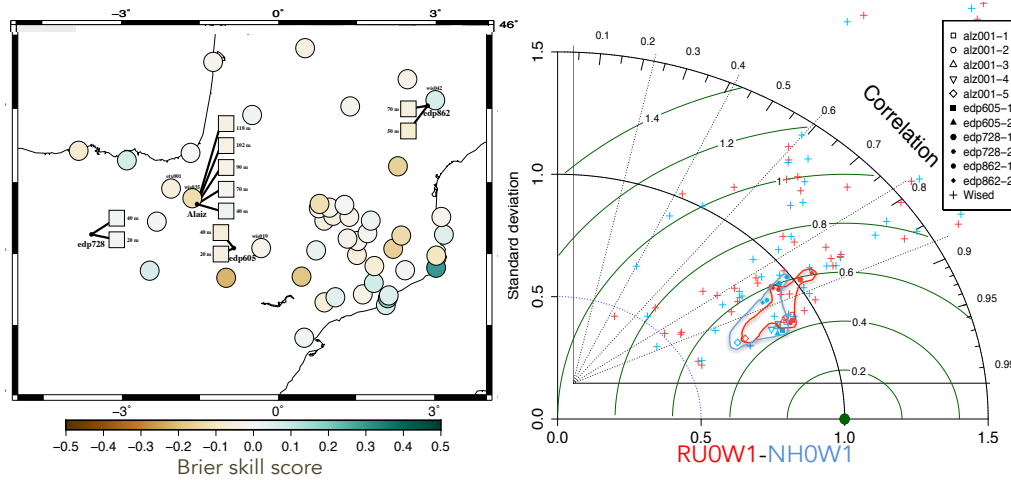 −3°
0°
3°
46°
118 m
102 m
90 m
70 m
40 m
70 m
50 m
edp862
wis042
eta001
Alaiz
40 m
20 m
edp728
40 m
20 m
edp605
wis019
−3°
0°
3°
−0.5 −0.4 −0.3 −0.2 −0.1 0.0 0.1 0.2 0.3 0.4 0.5
Brier skill score
Standard deviation
1.5
1.0
0.5
0.0
0.0 0.5 1.0 1.5
0.1
0.2
0.3
0.4
0.5
0.6
0.7
0.8
0.9
0.95
0.99
Correlation
1.4
1.2
1
0.8
0.6
0.4
0.2
RU0W1-NH0W1
alz001−1
alz001−2
alz001−3
alz001−4
alz001−5
edp605−1
edp605−2
edp728−1
edp728−2
edp862−1
edp862−2
Wised